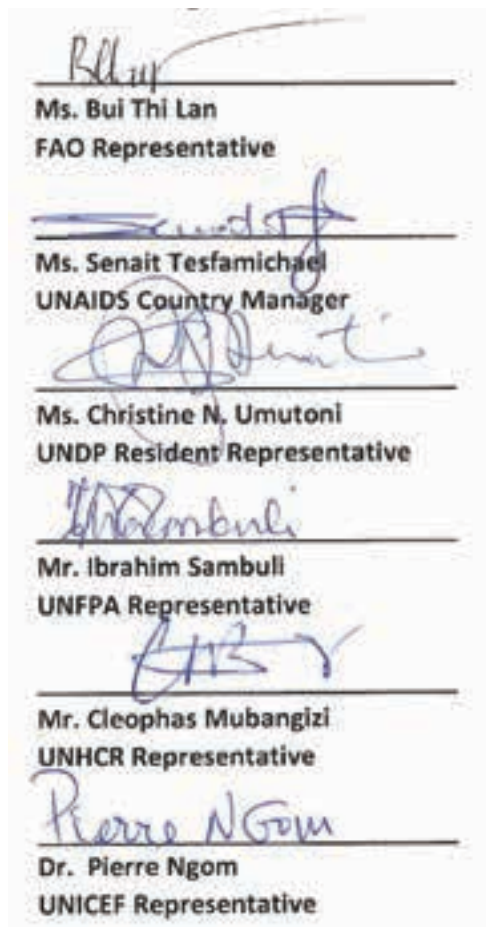 Ms. Bui Thi Lan
FAO Representative
Ms. Senait Tesfamichael
UNAIDS Country Manager
Ms. Christine N. Umutoni
UNDP Resident Representative
Mr. Ibrahim Sambuli
UNFPA Representative
Mr. Cleophas Mubangizi
UNHCR Representative
Pierre NGom
Dr. Pierre Ngom
UNICEF Representative